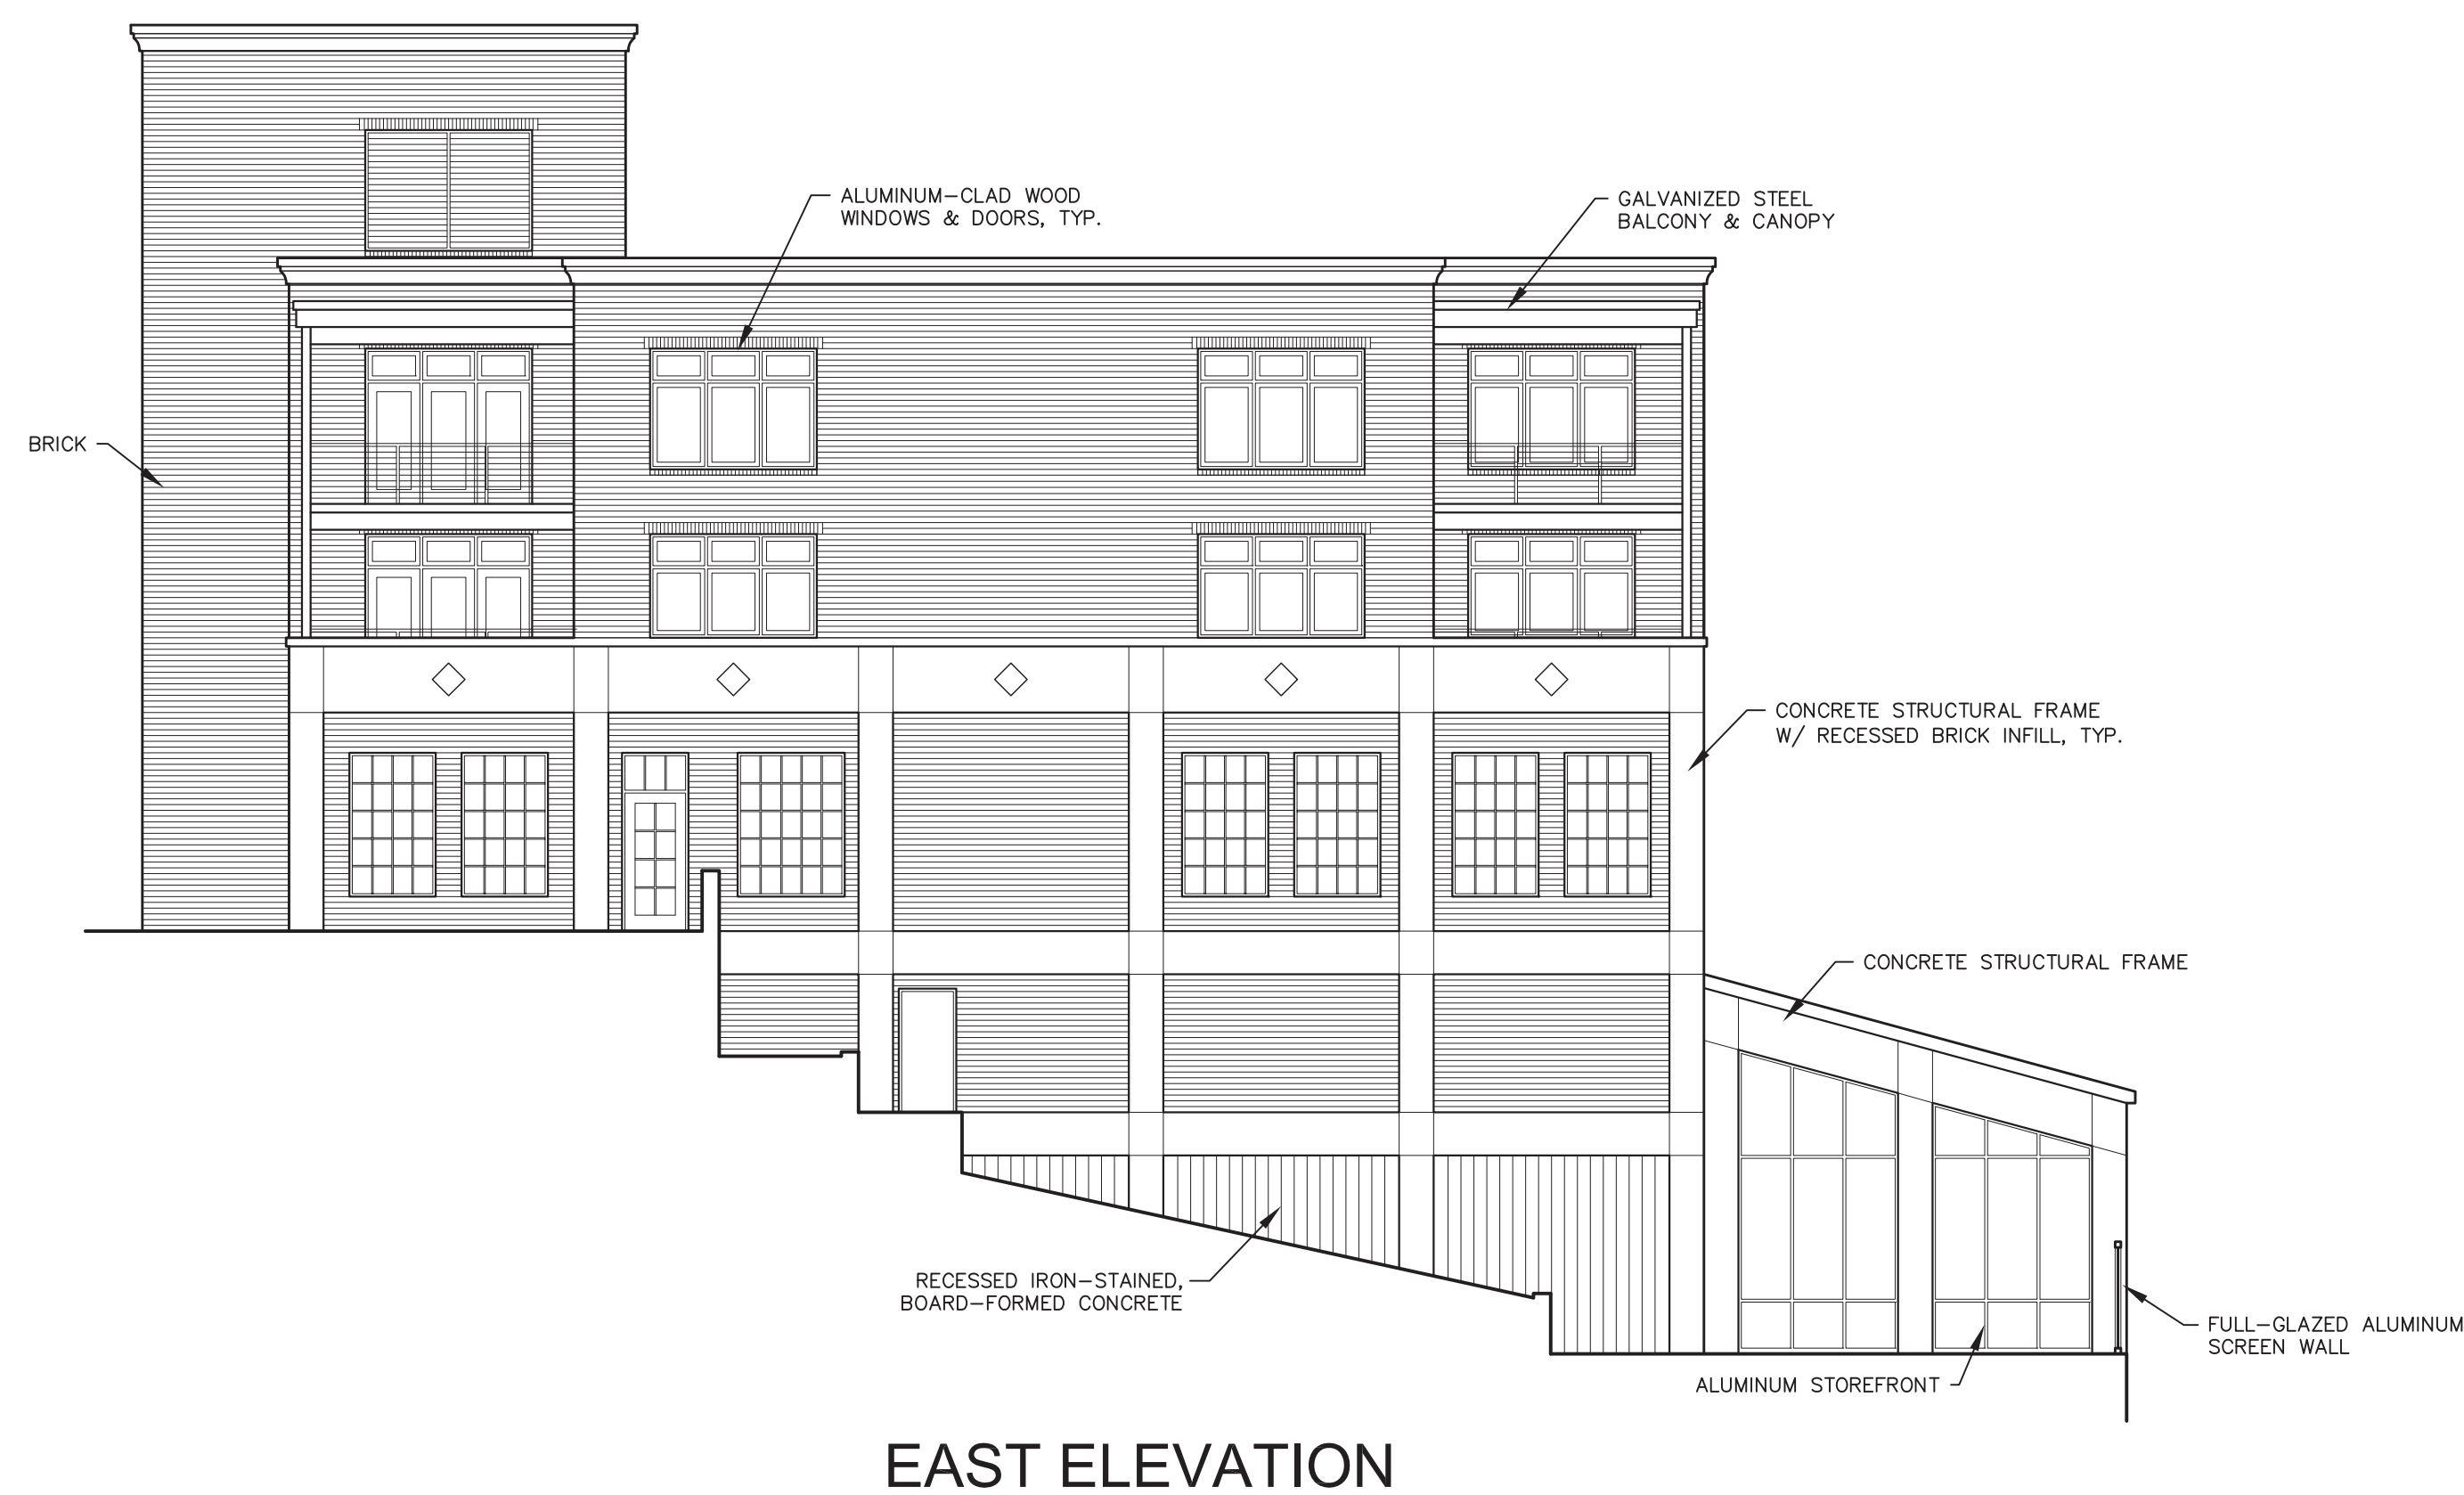 ALUMINUM-CLAD WOOD
WINDOWS & DOORS, TYP.
GALVANIZED STEEL
BALCONY & CANOPY
BRICK
CONCRETE STRUCTURAL FRAME
W/ RECESSED BRICK INFILL, TYP.
CONCRETE STRUCTURAL FRAME
RECESSED IRON-STAINED,
BOARD-FORMED CONCRETE
FULL-GLAZED ALUMINUM
SCREEN WALL
ALUMINUM STOREFRONT
EAST ELEVATION